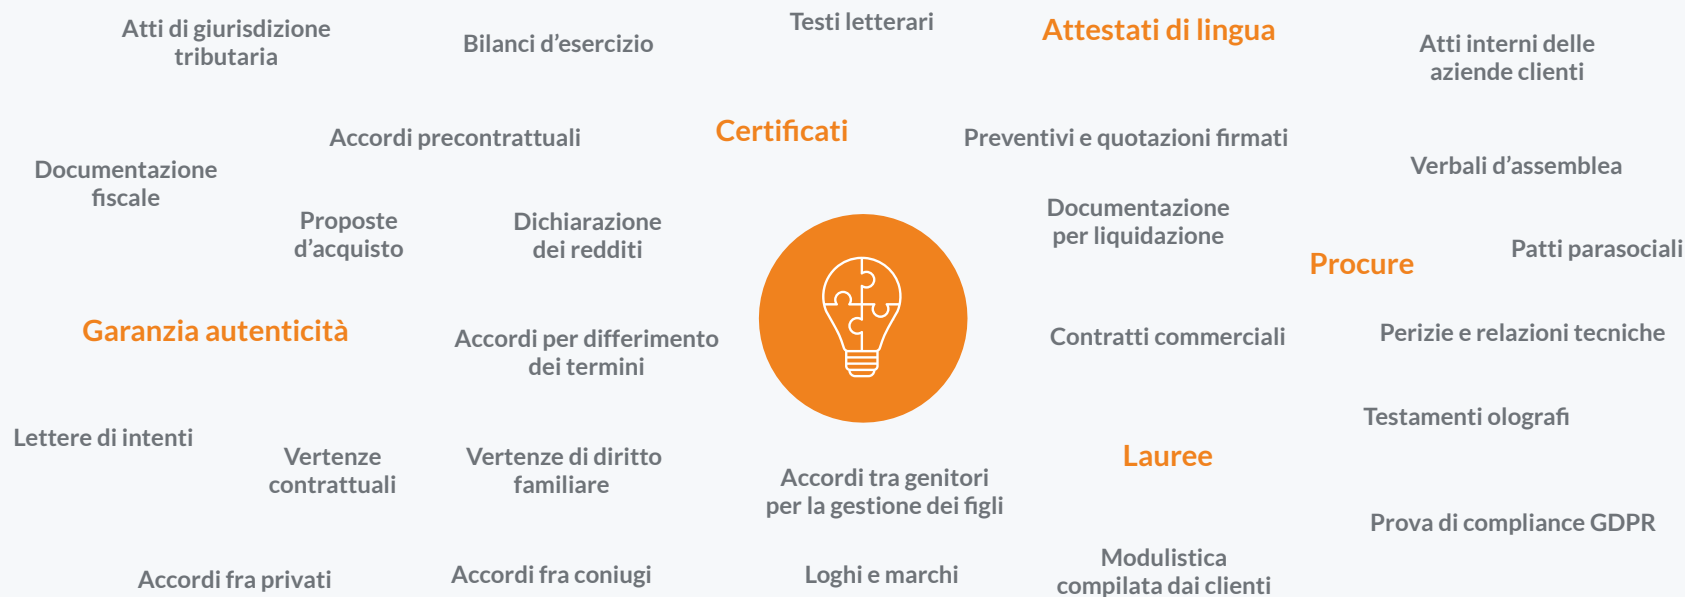 Atti di giurisdizione
tributaria
Bilanci d’esercizio
Testi letterari
Attestati di lingua
Atti interni delle
aziende clienti
Accordi precontrattuali
Certificati
Preventivi e quotazioni firmati
Verbali d’assemblea
Documentazione
fiscale
Proposte
d’acquisto
Dichiarazione
dei redditi
Documentazione
per liquidazione
Procure
Patti parasociali
Garanzia autenticità
Accordi per differimento
dei termini
Contratti commerciali
Perizie e relazioni tecniche
Testamenti olografi
Lettere di intenti
Vertenze
contrattuali
Vertenze di diritto
familiare
Accordi tra genitori
per la gestione dei figli
Lauree
Prova di compliance GDPR
Accordi fra privati
Accordi fra coniugi
Loghi e marchi
Modulistica
compilata dai clienti